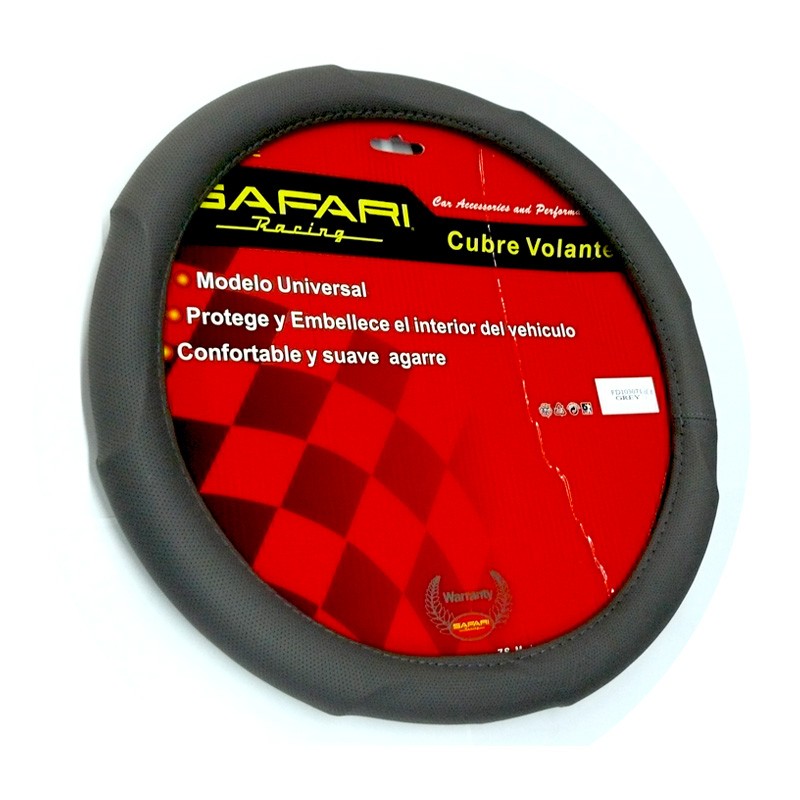 SAFARI
Racing
Car Accessories and
Cubre Volante
Modelo Universal
Protege y Embellece el interior del vehiculo
Confortable y suave agarre
GREY
Warranty
SAFARI